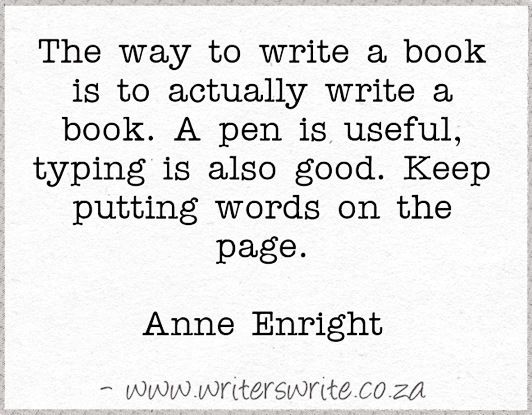 The way to write a book
is to actually write a
book. A pen is useful,
typing is also good. Keep
putting words on the
page.
Anne Enright
- www.writerswrite.co.za